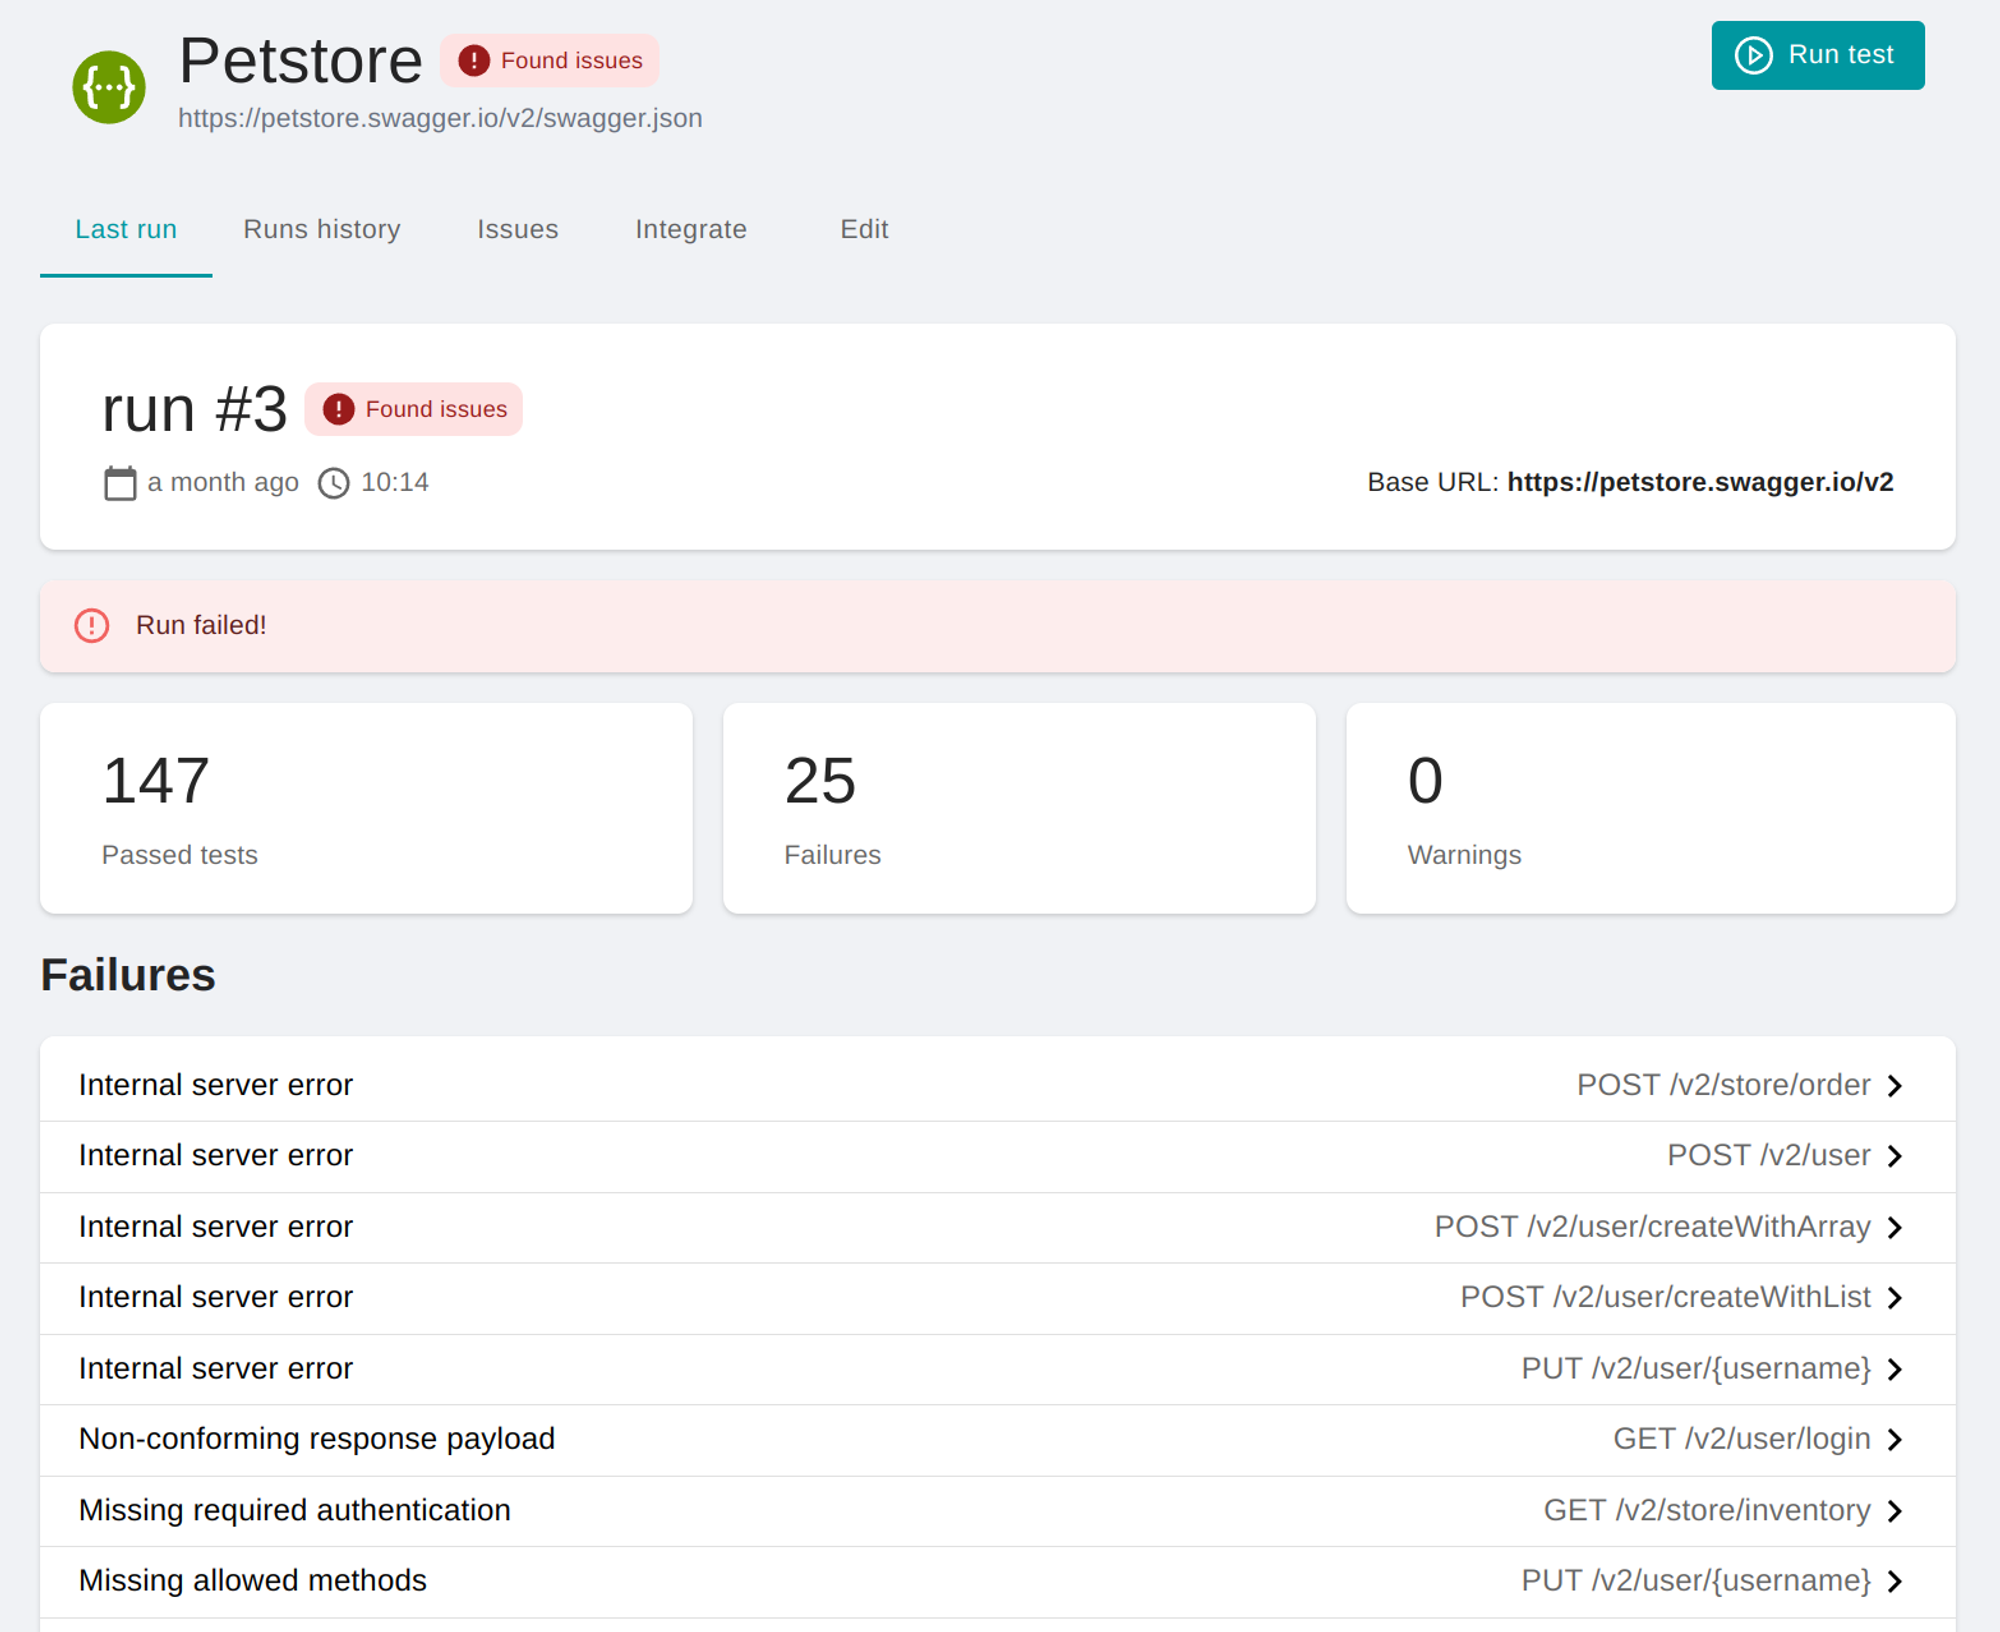 Petstore Found issues
Run test
https://petstore.swagger.io/v2/swagger.json
Last run Runs history Issues Integrate Edit
run #3 Found issues
a month ago 10:14
Base URL: https://petstore.swagger.io/v2
Run failed!
147
Passed tests
25
Failures
0
Warnings
Failures
Internal server error POST /v2/store/order
Internal server error POST /v2/user
Internal server error POST /v2/user/createWithArray
Internal server error POST /v2/user/createWithList
Internal server error PUT /v2/user/{username}
Non-conforming response payload GET /v2/user/login
Missing required authentication GET /v2/store/inventory
Missing allowed methods PUT /v2/user/{username}